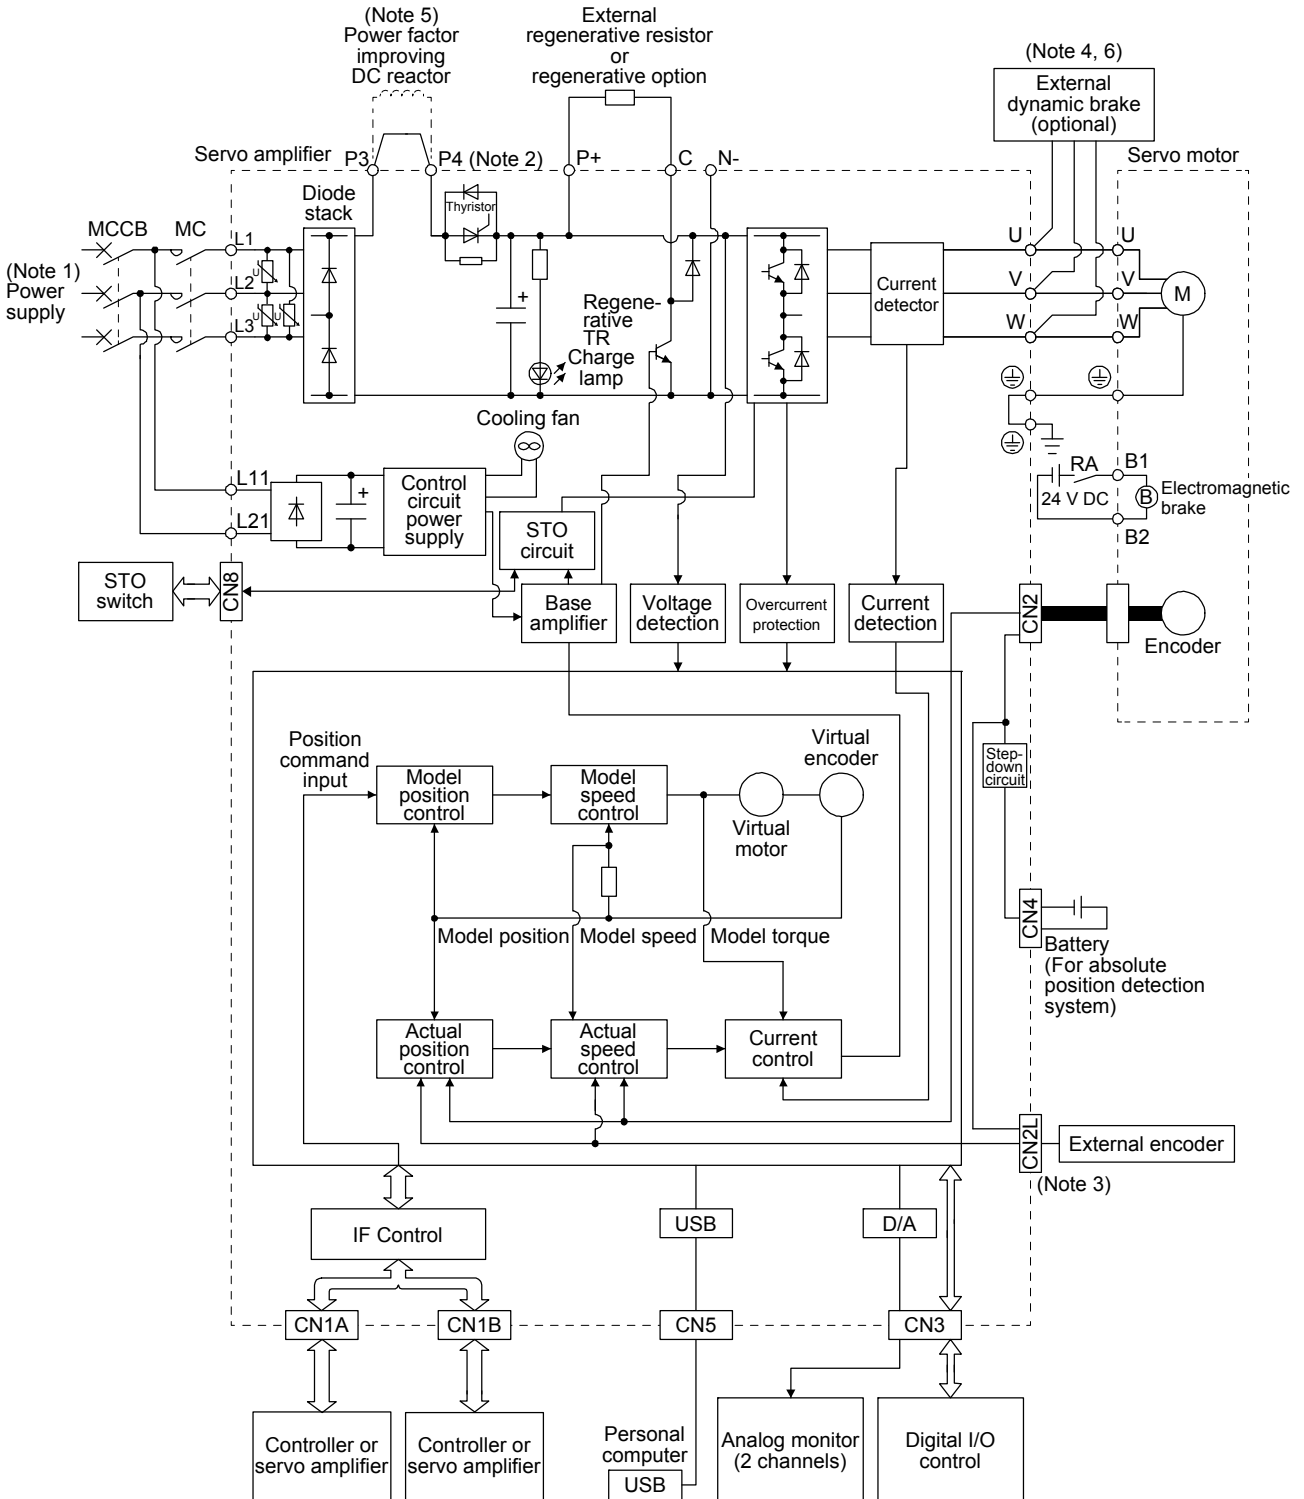 (Note 5)
Power factor
improving
DC reactor
External
regenerative resistor
or
regenerative option
(Note 4, 6)
External
dynamic brake
(optional)
Servo amplifier
P3
P4 (Note 2)
P+
C
N-
Servo motor
Diode
stack
Thyristor
MCCB
MC
L1
U
U
(Note 1)
Power
supply
L2
U
V
V
Current
detector
M
+
Regene-
rative
TR
L3
U
U
W
W
Charge
lamp
Cooling fan
L11
+
Control
circuit
power
supply
RA
B1
24 V DC
B
Electromagnetic
brake
L21
B2
STO
circuit
STO
switch
CN8
Base
amplifier
Voltage
detection
Overcurrent
protection
Current
detection
CN2
Encoder
Position
command
input
Virtual
encoder
Step-
down
circuit
Model
position
control
Model
speed
control
Virtual
motor
CN4
Model position
Model speed
Model torque
Battery
(For absolute
position detection
system)
Actual
position
control
Actual
speed
control
Current
control
CN2L
External encoder
(Note 3)
IF Control
USB
D/A
CN1A
CN1B
CN5
CN3
Controller or
servo amplifier
Controller or
servo amplifier
Personal
computer
USB
Analog monitor
(2 channels)
Digital I/O
control